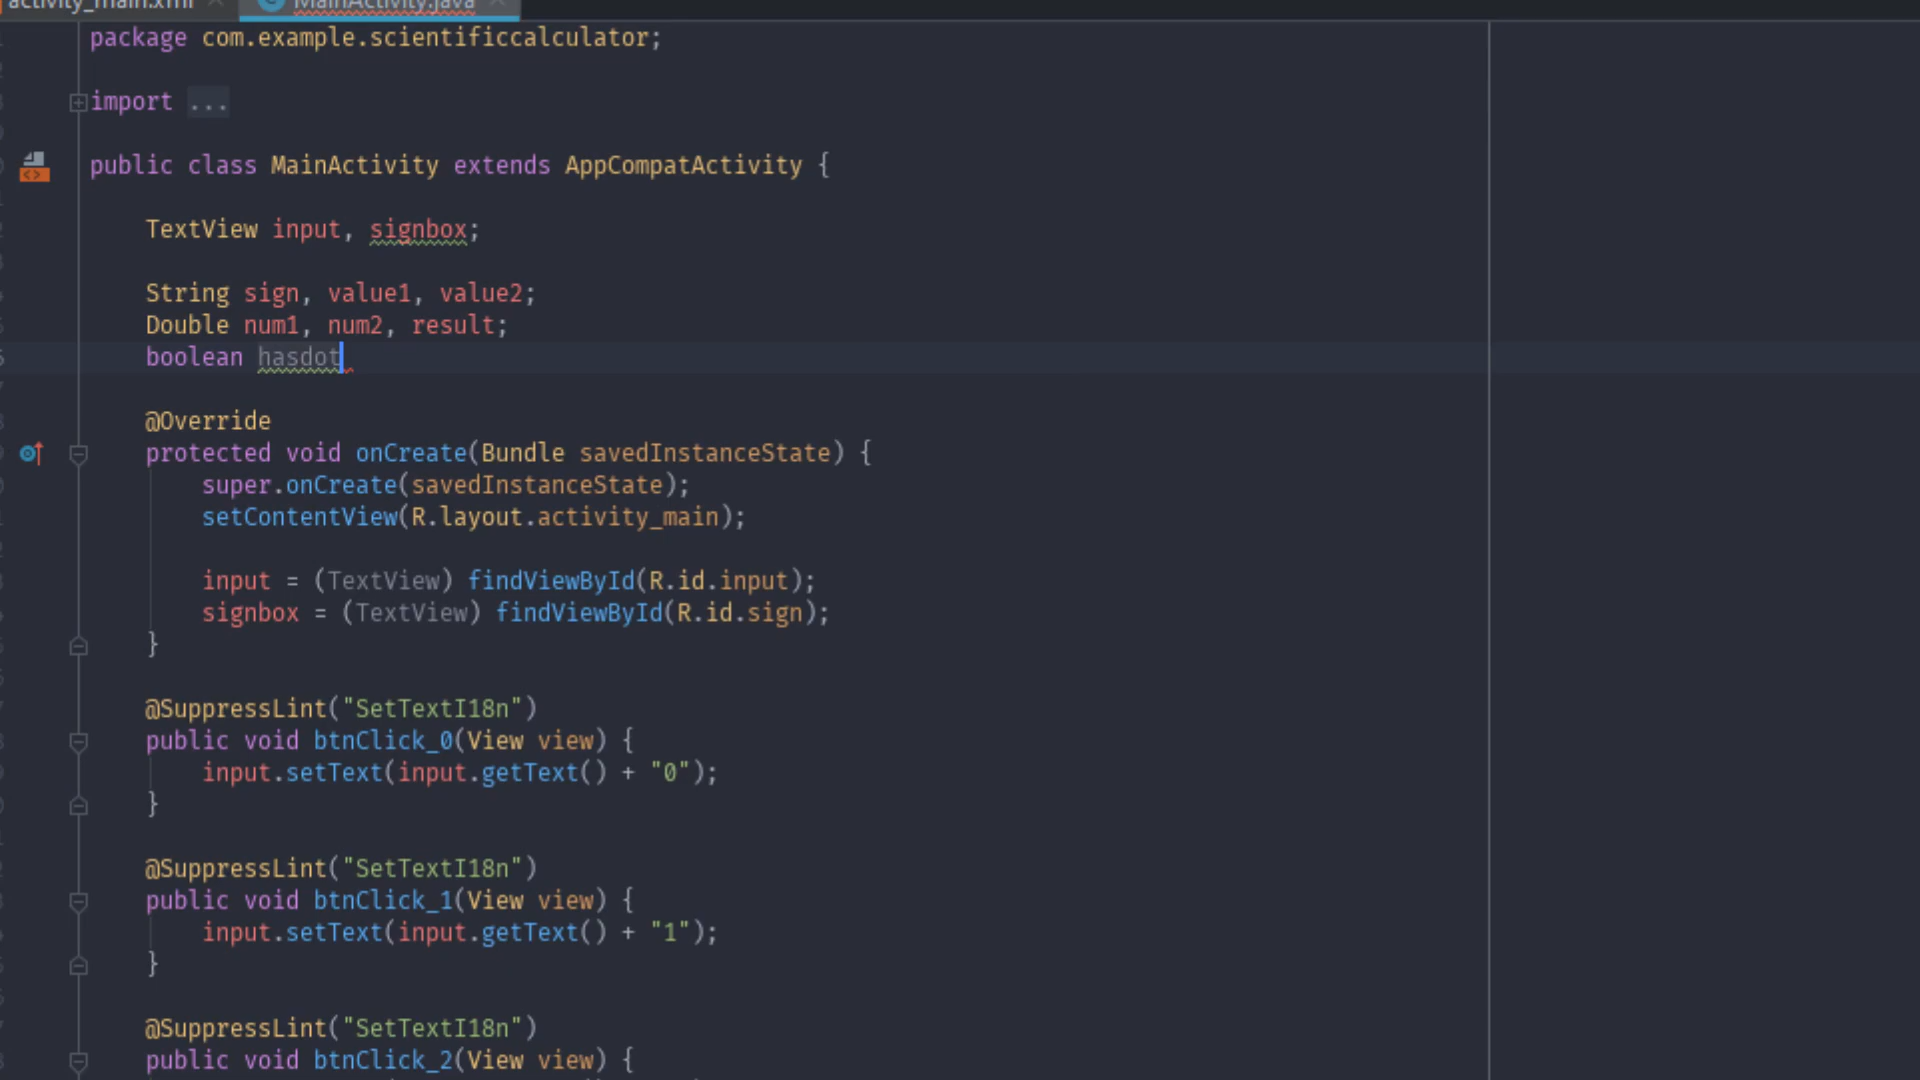 activity_main.xml MainActivity.java
package com.example.scientificcalculator;
import ...
public class MainActivity extends AppCompatActivity {
TextView input, signbox;
String sign, value1, value2;
Double num1, num2, result;
boolean hasdot
@Override
protected void onCreate(Bundle savedInstanceState) {
super.onCreate(savedInstanceState);
setContentView(R.layout.activity_main);
input = (TextView) findViewById(R.id.input);
signbox = (TextView) findViewById(R.id.sign);
}
@SuppressLint("SetTextI18n")
public void btnClick_0(View view) {
input.setText(input.getText() + "0");
}
@SuppressLint("SetTextI18n")
public void btnClick_1(View view) {
input.setText(input.getText() + "1");
}
@SuppressLint("SetTextI18n")
public void btnClick_2(View view) {